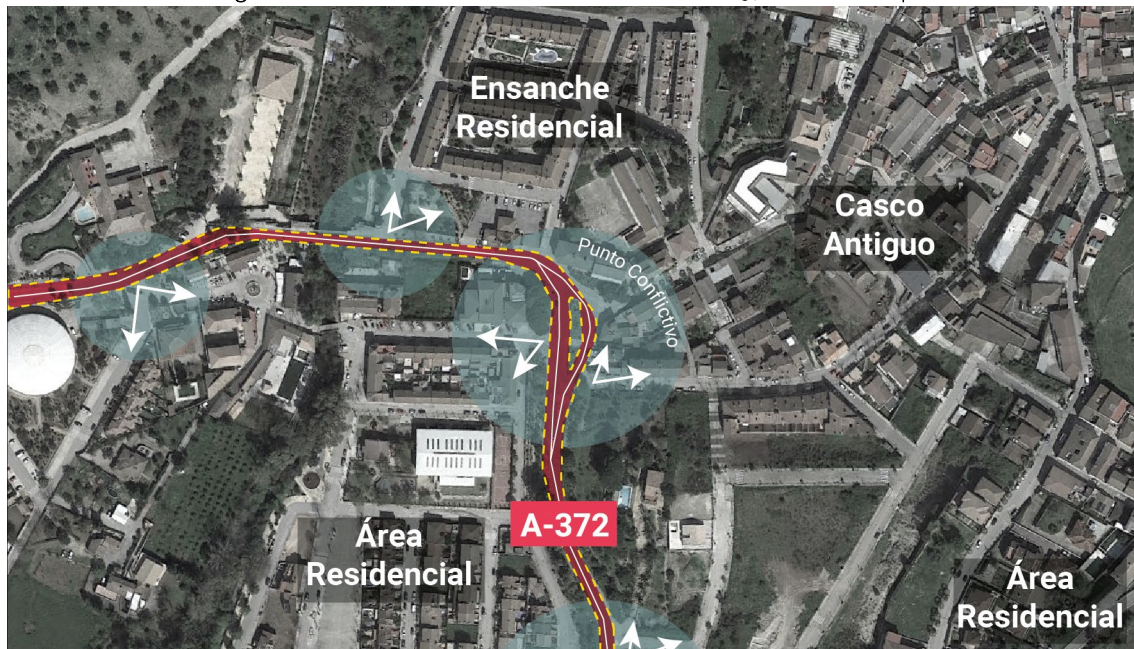 Ensanche
Residencial
Casco
Antiguo
Punto Conflictivo
A-372
Área
Residencial
Área
Residencial